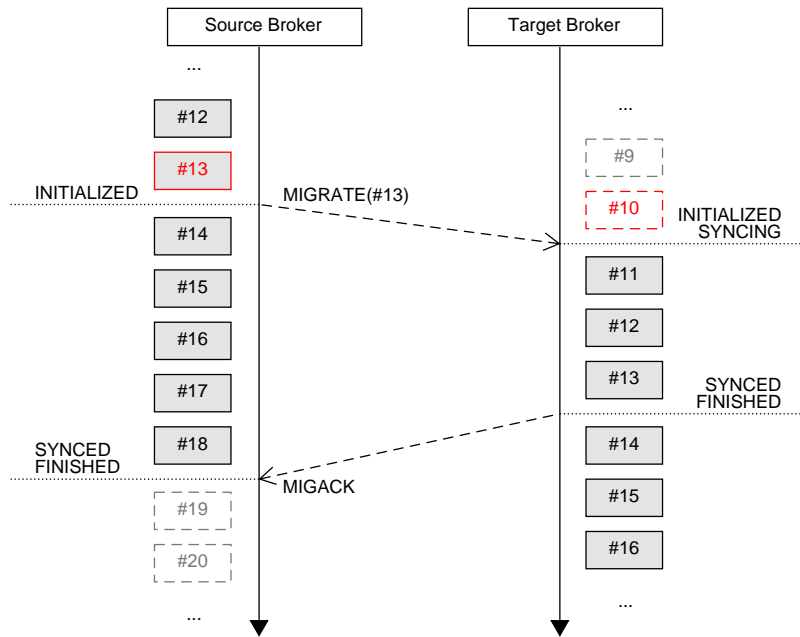 Source Broker
Target Broker
...
...
#12
#9
#13
INITIALIZED
MIGRATE(#13)
#10
INITIALIZED
SYNCING
#14
#11
#15
#12
#16
#13
#17
SYNCED
FINISHED
#18
#14
SYNCED
FINISHED
MIGACK
#15
#19
#16
#20
...
...